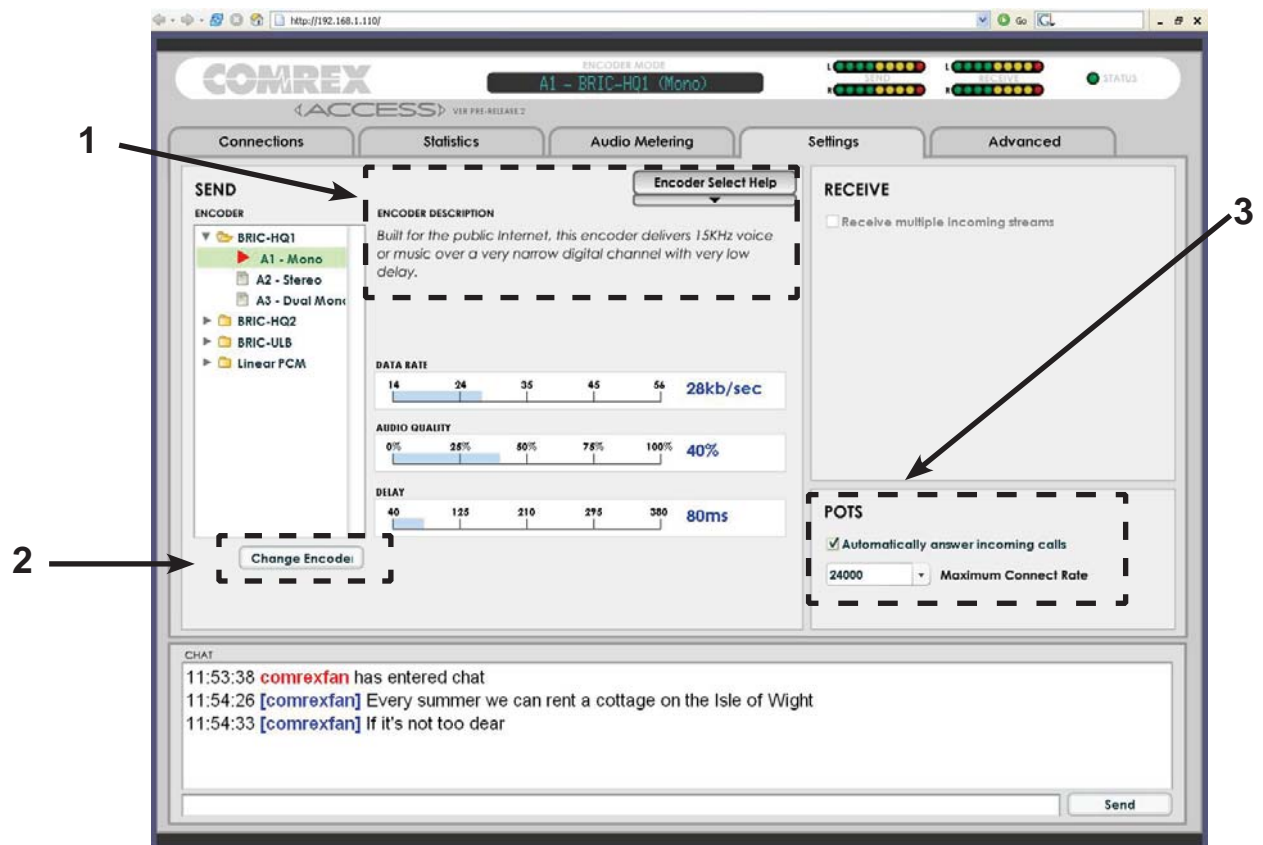 http://192.168.1.110/
Go
COMREX
ACCESS
VER PRE-RELEASE 2
ENCODER MODE
A1 - BRIC-HQ1 (Mono)
L
R
SEND
L
R
RECEIVE
STATUS
1
Connections
Statistics
Audio Metering
Settings
Advanced
SEND
ENCODER
BRIC-HQ1
A1 - Mono
A2 - Stereo
A3 - Dual Mono
BRIC-HQ2
BRIC-ULB
Linear PCM
Encoder Select Help
ENCODER DESCRIPTION
Built for the public Internet, this encoder delivers 15KHz voice
or music over a very narrow digital channel with very low
delay.
DATA RATE
14 24 35 45 56 28kb/sec
AUDIO QUALITY
0% 25% 50% 75% 100% 40%
DELAY
40 125 210 295 380 80ms
2
Change Encoder
RECEIVE
Receive multiple incoming streams
3
POTS
Automatically answer incoming calls
24000 Maximum Connect Rate
CHAT
11:53:38 comrexfan has entered chat
11:54:26 [comrexfan] Every summer we can rent a cottage on the Isle of Wight
11:54:33 [comrexfan] If it's not too dear
Send